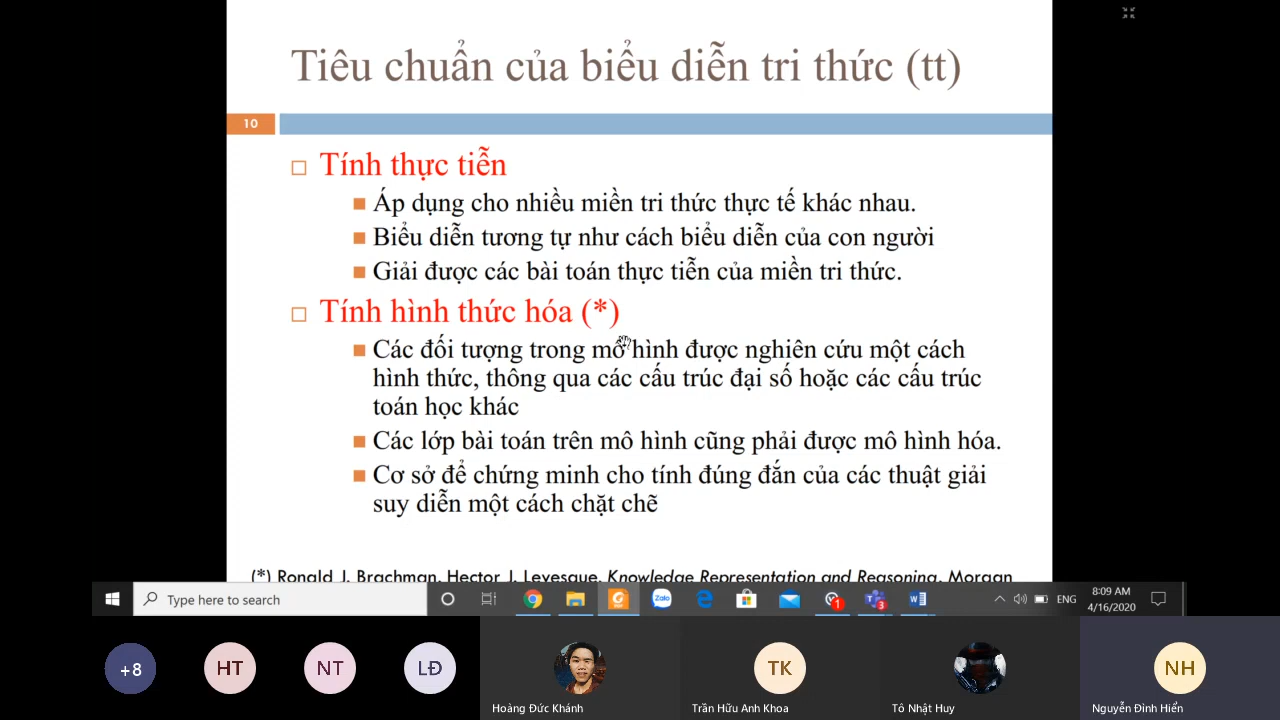 Tiêu chuẩn của biểu diễn tri thức (tt)
10
Tính thực tiễn
Áp dụng cho nhiều miền tri thức thực tế khác nhau.
Biểu diễn tương tự như cách biểu diễn của con người
Giải được các bài toán thực tiễn của miền tri thức.
Tính hình thức hóa (*)
Các đối tượng trong mô hình được nghiên cứu một cách
hình thức, thông qua các cấu trúc đại số hoặc các cấu trúc
toán học khác
Các lớp bài toán trên mô hình cũng phải được mô hình hóa.
Cơ sở để chứng minh cho tính đúng đắn của các thuật giải
suy diễn một cách chặt chẽ
(*) Ronald J. Brachman, Hector J. Levesque, Knowledge Representation and Reasoning, Morgan
Type here to search
Zalo
1
3
ENG
8:09 AM
4/16/2020
+8
HT
NT
LĐ
TK
NH
Hoàng Đức Khánh
Trần Hữu Anh Khoa
Tô Nhật Huy
Nguyễn Đình Hiển